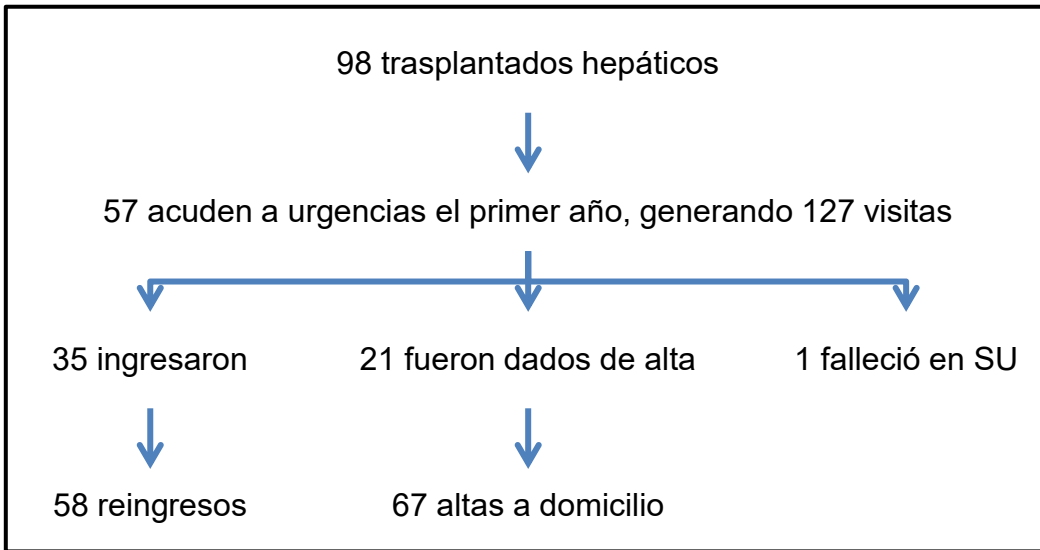 98 trasplantados hepáticos
57 acuden a urgencias el primer año, generando 127 visitas
35 ingresaron
21 fueron dados de alta
1 falleció en SU
58 reingresos
67 altas a domicilio